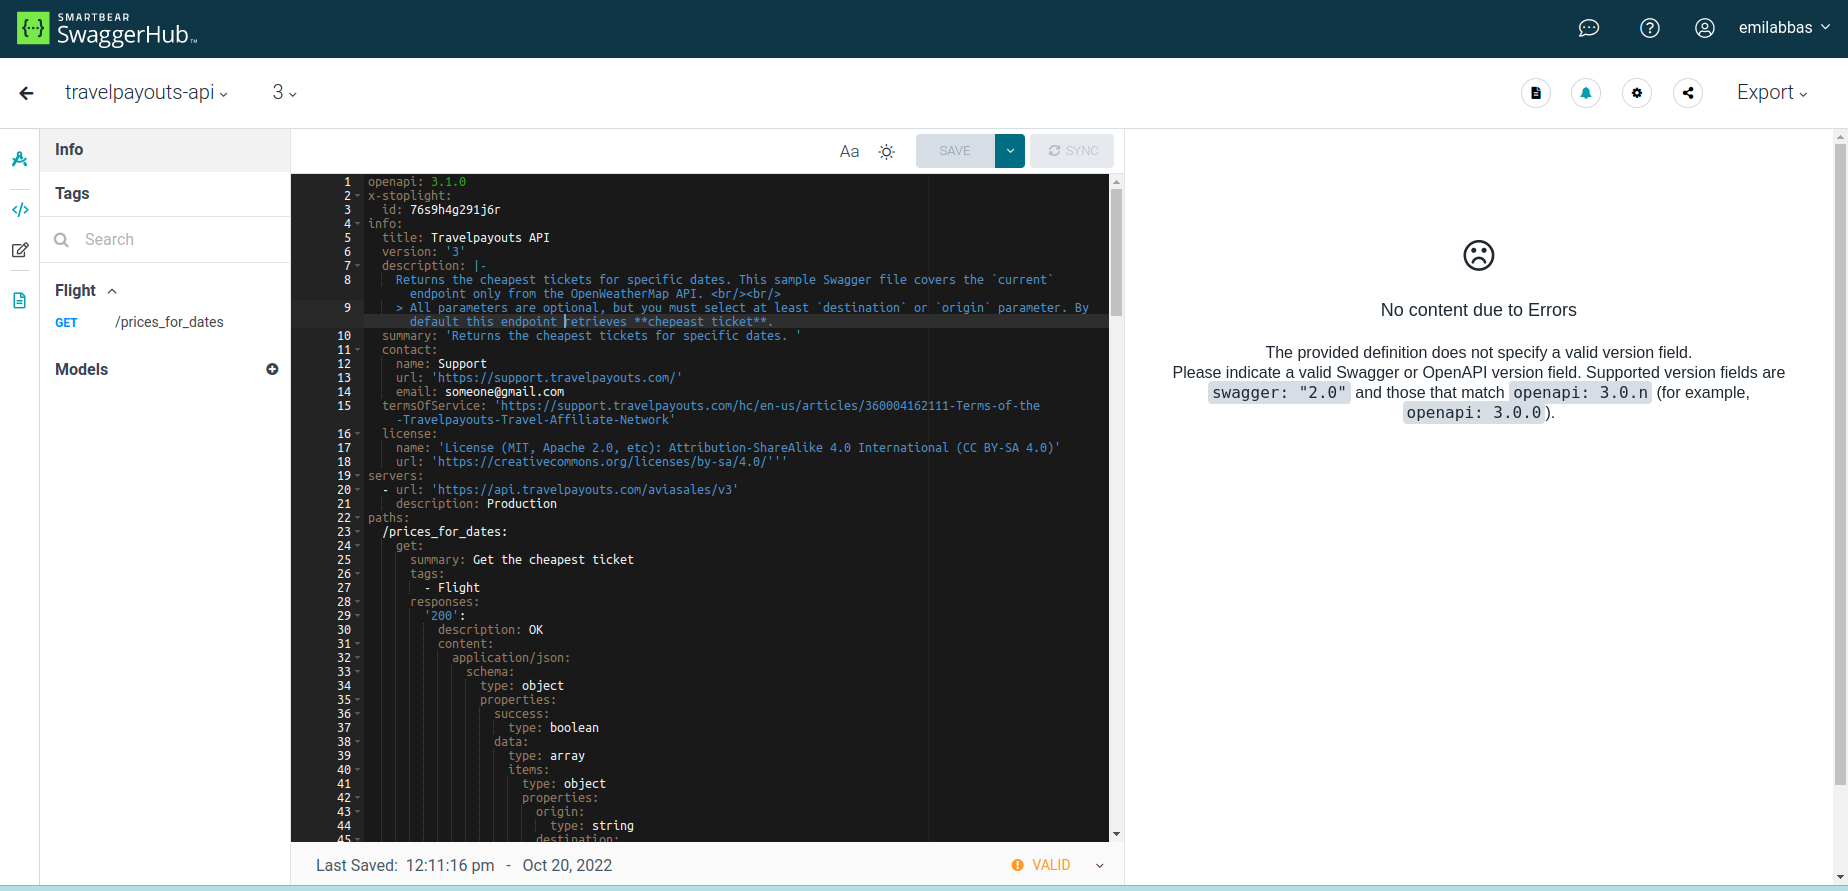 SMARTBEAR
SwaggerHub™
emilabbas
travelpayouts-api
3
Export
Info
Tags
Search
Flight
GET /prices_for_dates
Models
Aa
SAVE
SYNC
1 openapi: 3.1.0
2 x-stoplight:
3 id: 76s9h4g291j6r
4 info:
5 title: Travelpayouts API
6 version: '3'
7 description: |-
8 Returns the cheapest tickets for specific dates. This sample Swagger file covers the `current`
endpoint only from the OpenWeatherMap API. <br/><br/>
9 > All parameters are optional, but you must select at least `destination` or `origin` parameter. By
default this endpoint retrieves **chepeast ticket**.
10 summary: 'Returns the cheapest tickets for specific dates. '
11 contact:
12 name: Support
13 url: 'https://support.travelpayouts.com/'
14 email: someone@gmail.com
15 termsOfService: 'https://support.travelpayouts.com/hc/en-us/articles/360004162111-Terms-of-the
-Travelpayouts-Travel-Affiliate-Network'
16 license:
17 name: 'License (MIT, Apache 2.0, etc): Attribution-ShareAlike 4.0 International (CC BY-SA 4.0)'
18 url: 'https://creativecommons.org/licenses/by-sa/4.0/'''
19 servers:
20 - url: 'https://api.travelpayouts.com/aviasales/v3'
21 description: Production
22 paths:
23 /prices_for_dates:
24 get:
25 summary: Get the cheapest ticket
26 tags:
27 - Flight
28 responses:
29 '200':
30 description: OK
31 content:
32 application/json:
33 schema:
34 type: object
35 properties:
36 success:
37 type: boolean
38 data:
39 type: array
40 items:
41 type: object
42 properties:
43 origin:
44 type: string
45 destination:
Last Saved: 12:11:16 pm - Oct 20, 2022
VALID
No content due to Errors
The provided definition does not specify a valid version field.
Please indicate a valid Swagger or OpenAPI version field. Supported version fields are
swagger: "2.0" and those that match openapi: 3.0.n (for example,
openapi: 3.0.0).